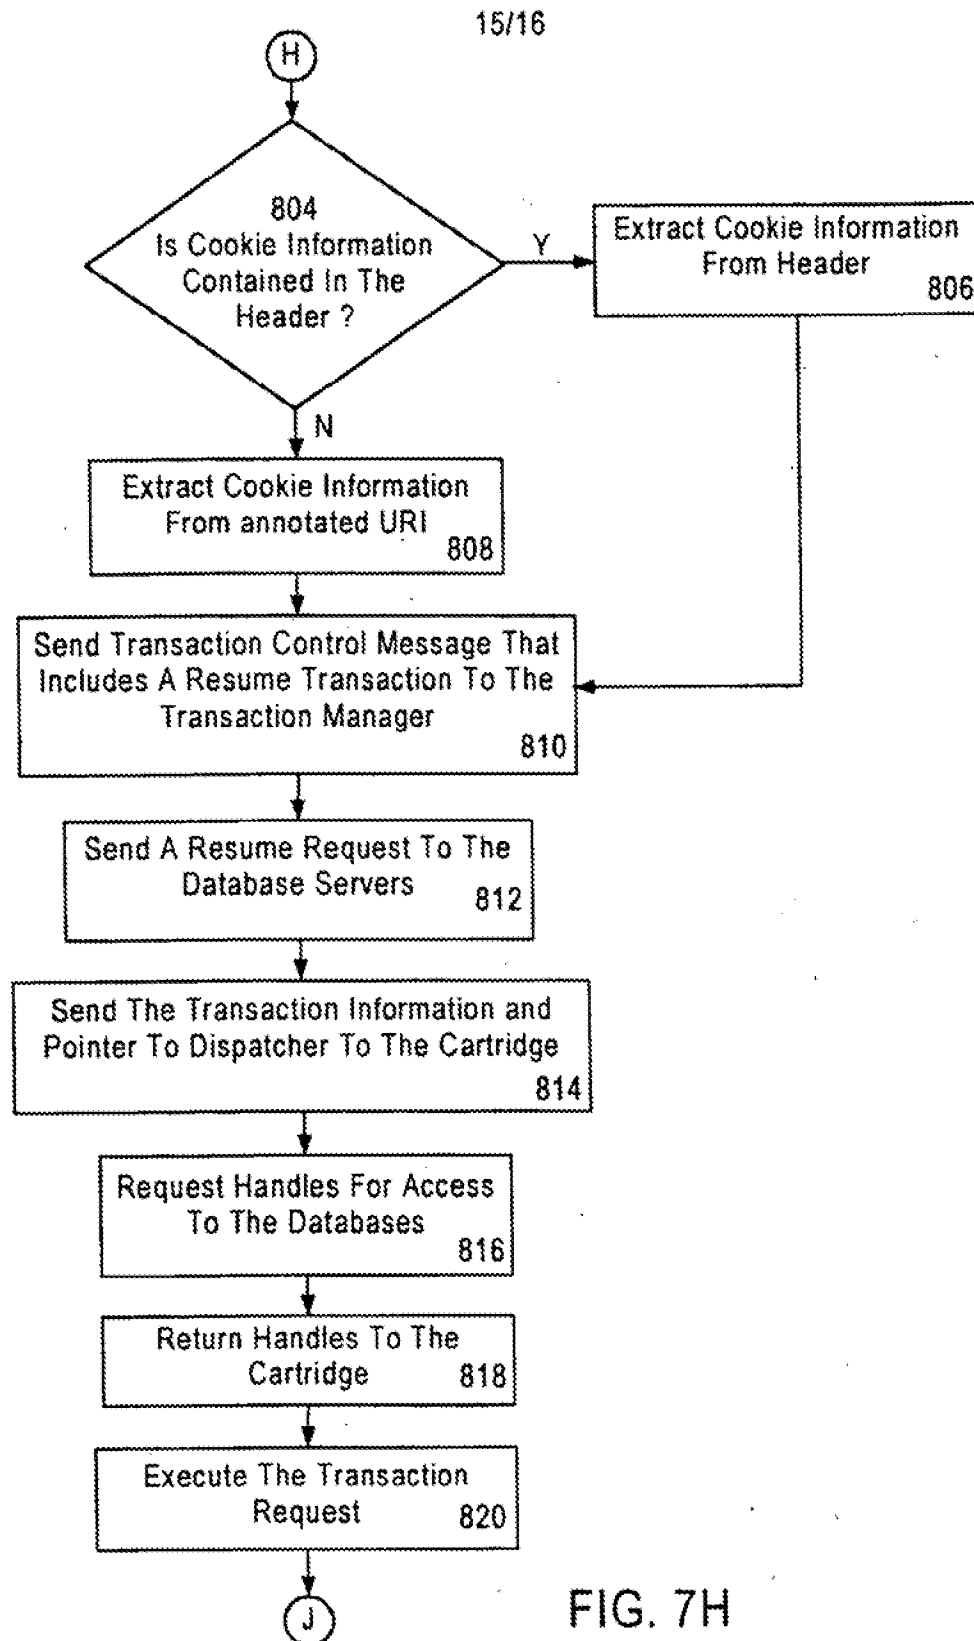 15/16
H
804
Is Cookie Information
Contained In The
Header ?
Y
Extract Cookie Information
From Header
806
N
Extract Cookie Information
From annotated URI
808
Send Transaction Control Message That
Includes A Resume Transaction To The
Transaction Manager
810
Send A Resume Request To The
Database Servers
812
Send The Transaction Information and
Pointer To Dispatcher To The Cartridge
814
Request Handles For Access
To The Databases
816
Return Handles To The
Cartridge
818
Execute The Transaction
Request
820
J
FIG. 7H